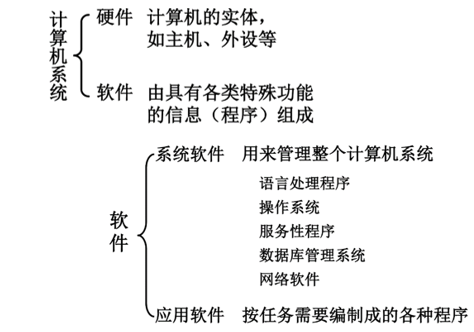 计算机系统
硬件 计算机的实体，
如主机、外设等
软件 由具有各类特殊功能
的信息（程序）组成
软件
系统软件 用来管理整个计算机系统
语言处理程序
操作系统
服务性程序
数据库管理系统
网络软件
应用软件 按任务需要编制成的各种程序